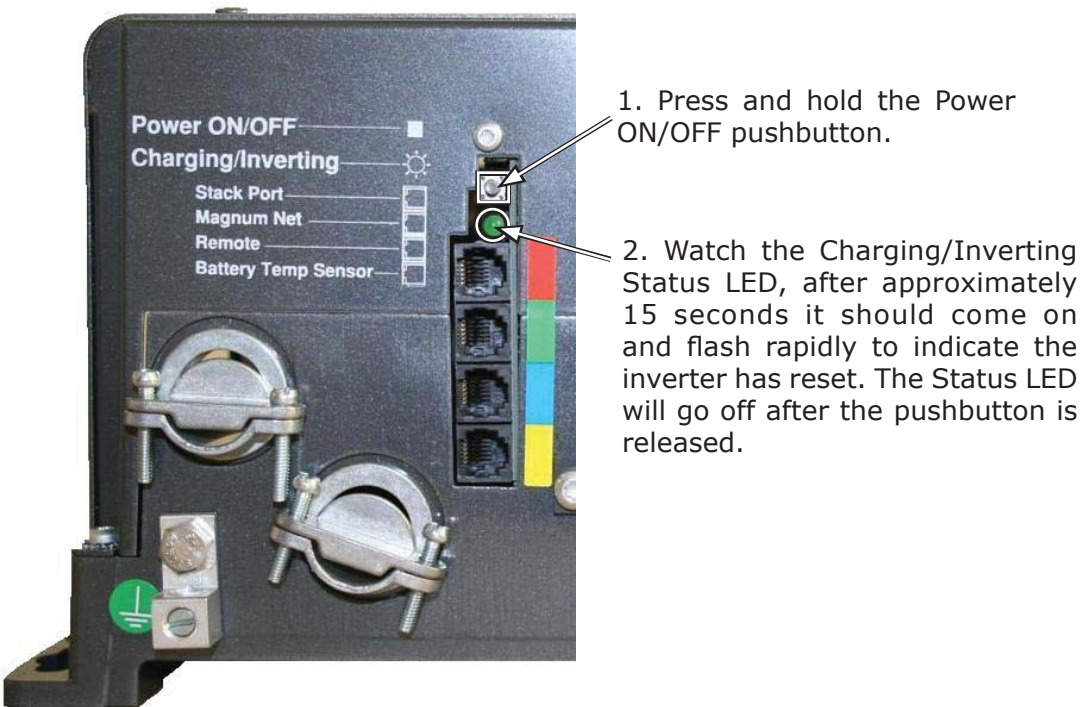 Power ON/OFF
Charging/Inverting
Stack Port
Magnum Net
Remote
Battery Temp Sensor
1. Press and hold the Power
ON/OFF pushbutton.
2. Watch the Charging/Inverting
Status LED, after approximately
15 seconds it should come on
and flash rapidly to indicate the
inverter has reset. The Status LED
will go off after the pushbutton is
released.